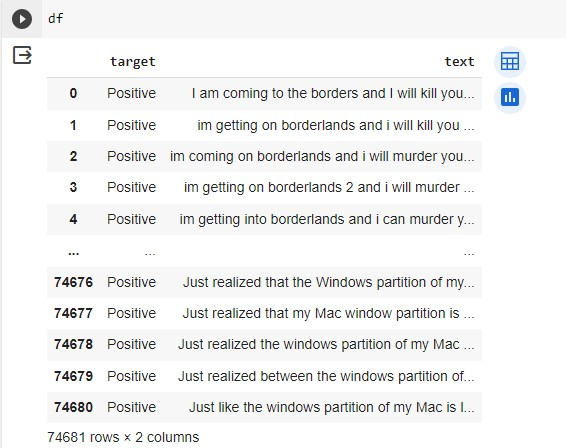 df
target text
0 Positive I am coming to the borders and I will kill you...
1 Positive im getting on borderlands and i will kill you ...
2 Positive im coming on borderlands and i will murder you...
3 Positive im getting on borderlands 2 and i will murder ...
4 Positive im getting into borderlands and i can murder y...
... ... ...
74676 Positive Just realized that the Windows partition of my...
74677 Positive Just realized that my Mac window partition is ...
74678 Positive Just realized the windows partition of my Mac ...
74679 Positive Just realized between the windows partition of...
74680 Positive Just like the windows partition of my Mac is l...
74681 rows × 2 columns